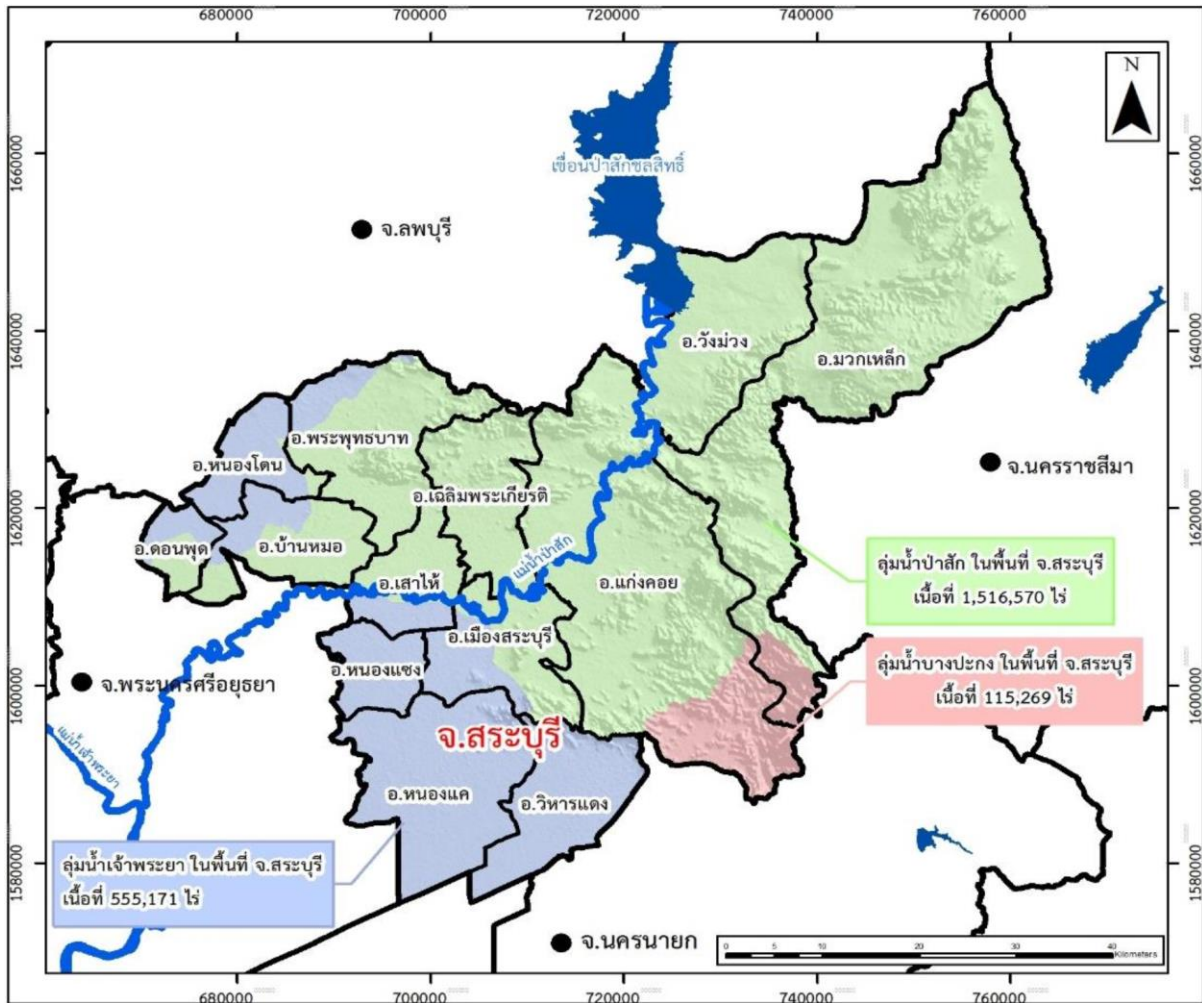 680000 700000 720000 740000 760000
N
1660000 1660000
เขื่อนป่าสักชลสิทธิ์
จ.ลพบุรี
1640000 1640000
อ.วังม่วง
อ.มวกเหล็ก
อ.พระพุทธบาท
อ.หนองโดน
จ.นครราชสีมา
อ.เฉลิมพระเกียรติ
1620000 1620000
อ.ดอนพุด
อ.บ้านหมอ
แม่น้ำป่าสัก
ลุ่มน้ำป่าสัก ในพื้นที่ จ.สระบุรี
เนื้อที่ 1,516,570 ไร่
อ.เสาไห้
อ.แก่งคอย
อ.เมืองสระบุรี
ลุ่มน้ำบางปะกง ในพื้นที่ จ.สระบุรี
เนื้อที่ 115,269 ไร่
อ.หนองแซง
จ.พระนครศรีอยุธยา
1600000 1600000
จ.สระบุรี
แม่น้ำเจ้าพระยา
อ.หนองแค
อ.วิหารแดง
ลุ่มน้ำเจ้าพระยา ในพื้นที่ จ.สระบุรี
เนื้อที่ 555,171 ไร่
1580000 1580000
จ.นครนายก
0 5 10 20 30 40
Kilometers
680000 700000 720000 740000 760000